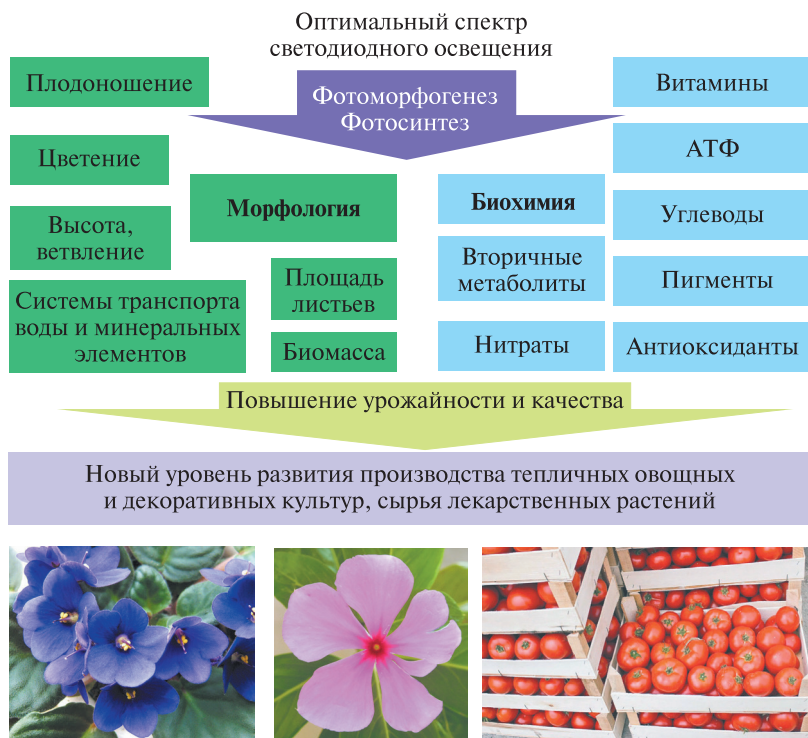 Оптимальный спектр
светодиодного освещения
Фотоморфогенез
Фотосинтез
Плодоношение
Цветение
Высота,
ветвление
Системы транспорта
воды и минеральных
элементов
Морфология
Площадь
листьев
Биомасса
Биохимия
Вторичные
метаболиты
Нитраты
Витамины
АТФ
Углеводы
Пигменты
Антиоксиданты
Повышение урожайности и качества
Новый уровень развития производства тепличных овощных
и декоративных культур, сырья лекарственных растений